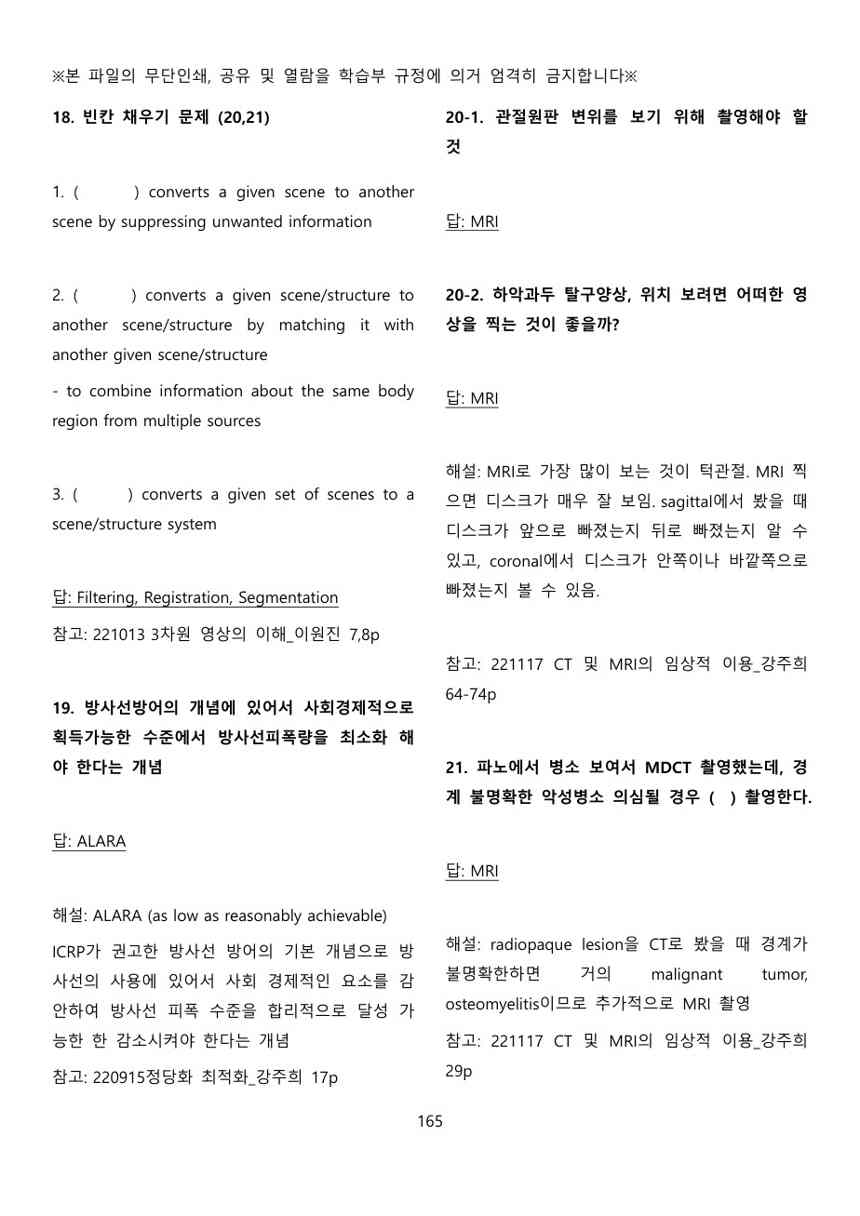 ※본 파일의 무단인쇄, 공유 및 열람을 학습부 규정에 의거 엄격히 금지합니다※
18. 빈칸 채우기 문제 (20,21)
1. ( ) converts a given scene to another
scene by suppressing unwanted information
2. ( ) converts a given scene/structure to
another scene/structure by matching it with
another given scene/structure
- to combine information about the same body
region from multiple sources
3. ( ) converts a given set of scenes to a
scene/structure system
답: Filtering, Registration, Segmentation
참고: 221013 3차원 영상의 이해_이원진 7,8p
19. 방사선방어의 개념에 있어서 사회경제적으로
획득가능한 수준에서 방사선피폭량을 최소화 해
야 한다는 개념
답: ALARA
해설: ALARA (as low as reasonably achievable)
ICRP가 권고한 방사선 방어의 기본 개념으로 방
사선의 사용에 있어서 사회 경제적인 요소를 감
안하여 방사선 피폭 수준을 합리적으로 달성 가
능한 한 감소시켜야 한다는 개념
참고: 220915정당화 최적화_강주희 17p
20-1. 관절원판 변위를 보기 위해 촬영해야 할
것
답: MRI
20-2. 하악과두 탈구양상, 위치 보려면 어떠한 영
상을 찍는 것이 좋을까?
답: MRI
해설: MRI로 가장 많이 보는 것이 턱관절. MRI 찍
으면 디스크가 매우 잘 보임. sagittal에서 봤을 때
디스크가 앞으로 빠졌는지 뒤로 빠졌는지 알 수
있고, coronal에서 디스크가 안쪽이나 바깥쪽으로
빠졌는지 볼 수 있음.
참고: 221117 CT 및 MRI의 임상적 이용_강주희
64-74p
21. 파노에서 병소 보여서 MDCT 촬영했는데, 경
계 불명확한 악성병소 의심될 경우 ( ) 촬영한다.
답: MRI
해설: radiopaque lesion을 CT로 봤을 때 경계가
불명확한하면 거의 malignant tumor,
osteomyelitis이므로 추가적으로 MRI 촬영
참고: 221117 CT 및 MRI의 임상적 이용_강주희
29p
165